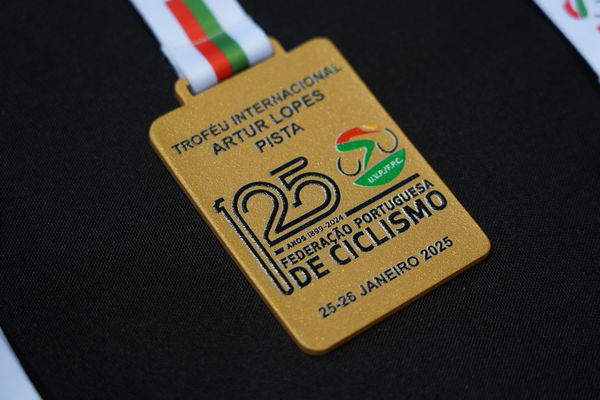 TROFÉU INTERNACIONAL
ARTUR LOPES
PISTA
125
U.V.P./F.P.C.
ANOS 1899-2024
FEDERAÇÃO PORTUGUESA
DE CICLISMO
25-26 JANEIRO 2025